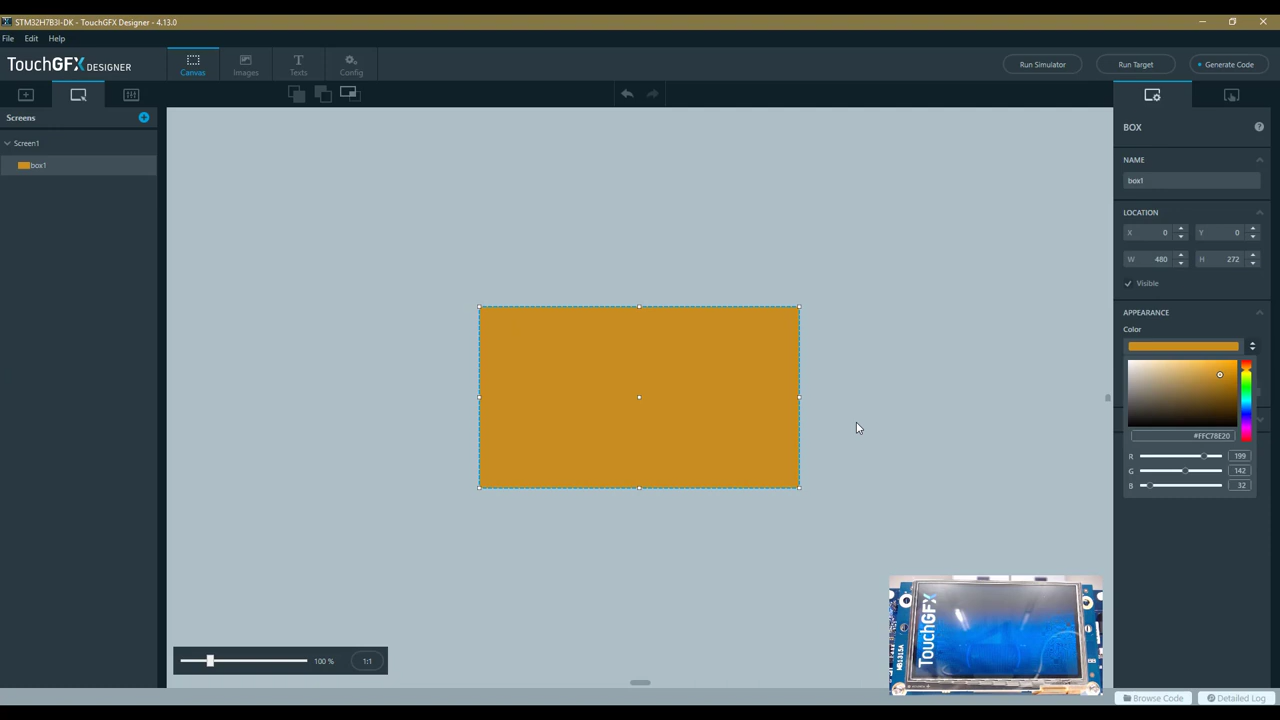 STM32H7B3I-DK - TouchGFX Designer - 4.13.0
File Edit Help
TouchGFX DESIGNER
Canvas
Images
Texts
Config
Run Simulator
Run Target
Generate Code
Screens
Screen1
box1
BOX
?
NAME
box1
LOCATION
X 0 Y 0
W 480 H 272
Visible
APPEARANCE
Color
#FFC78E20
R 199
G 142
B 32
100 % 1:1
TouchGFX
MB1315A
Browse Code
Detailed Log